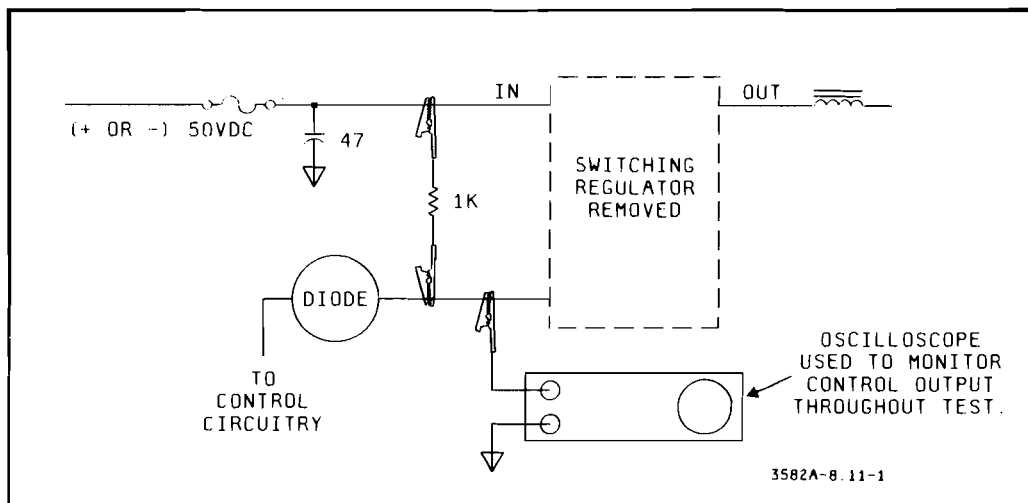 IN
OUT
(+ OR -) 50VDC
47
SWITCHING
REGULATOR
REMOVED
1K
DIODE
TO
CONTROL
CIRCUITRY
OSCILLOSCOPE
USED TO MONITOR
CONTROL OUTPUT
THROUGHOUT TEST.
3582A-8.11-1